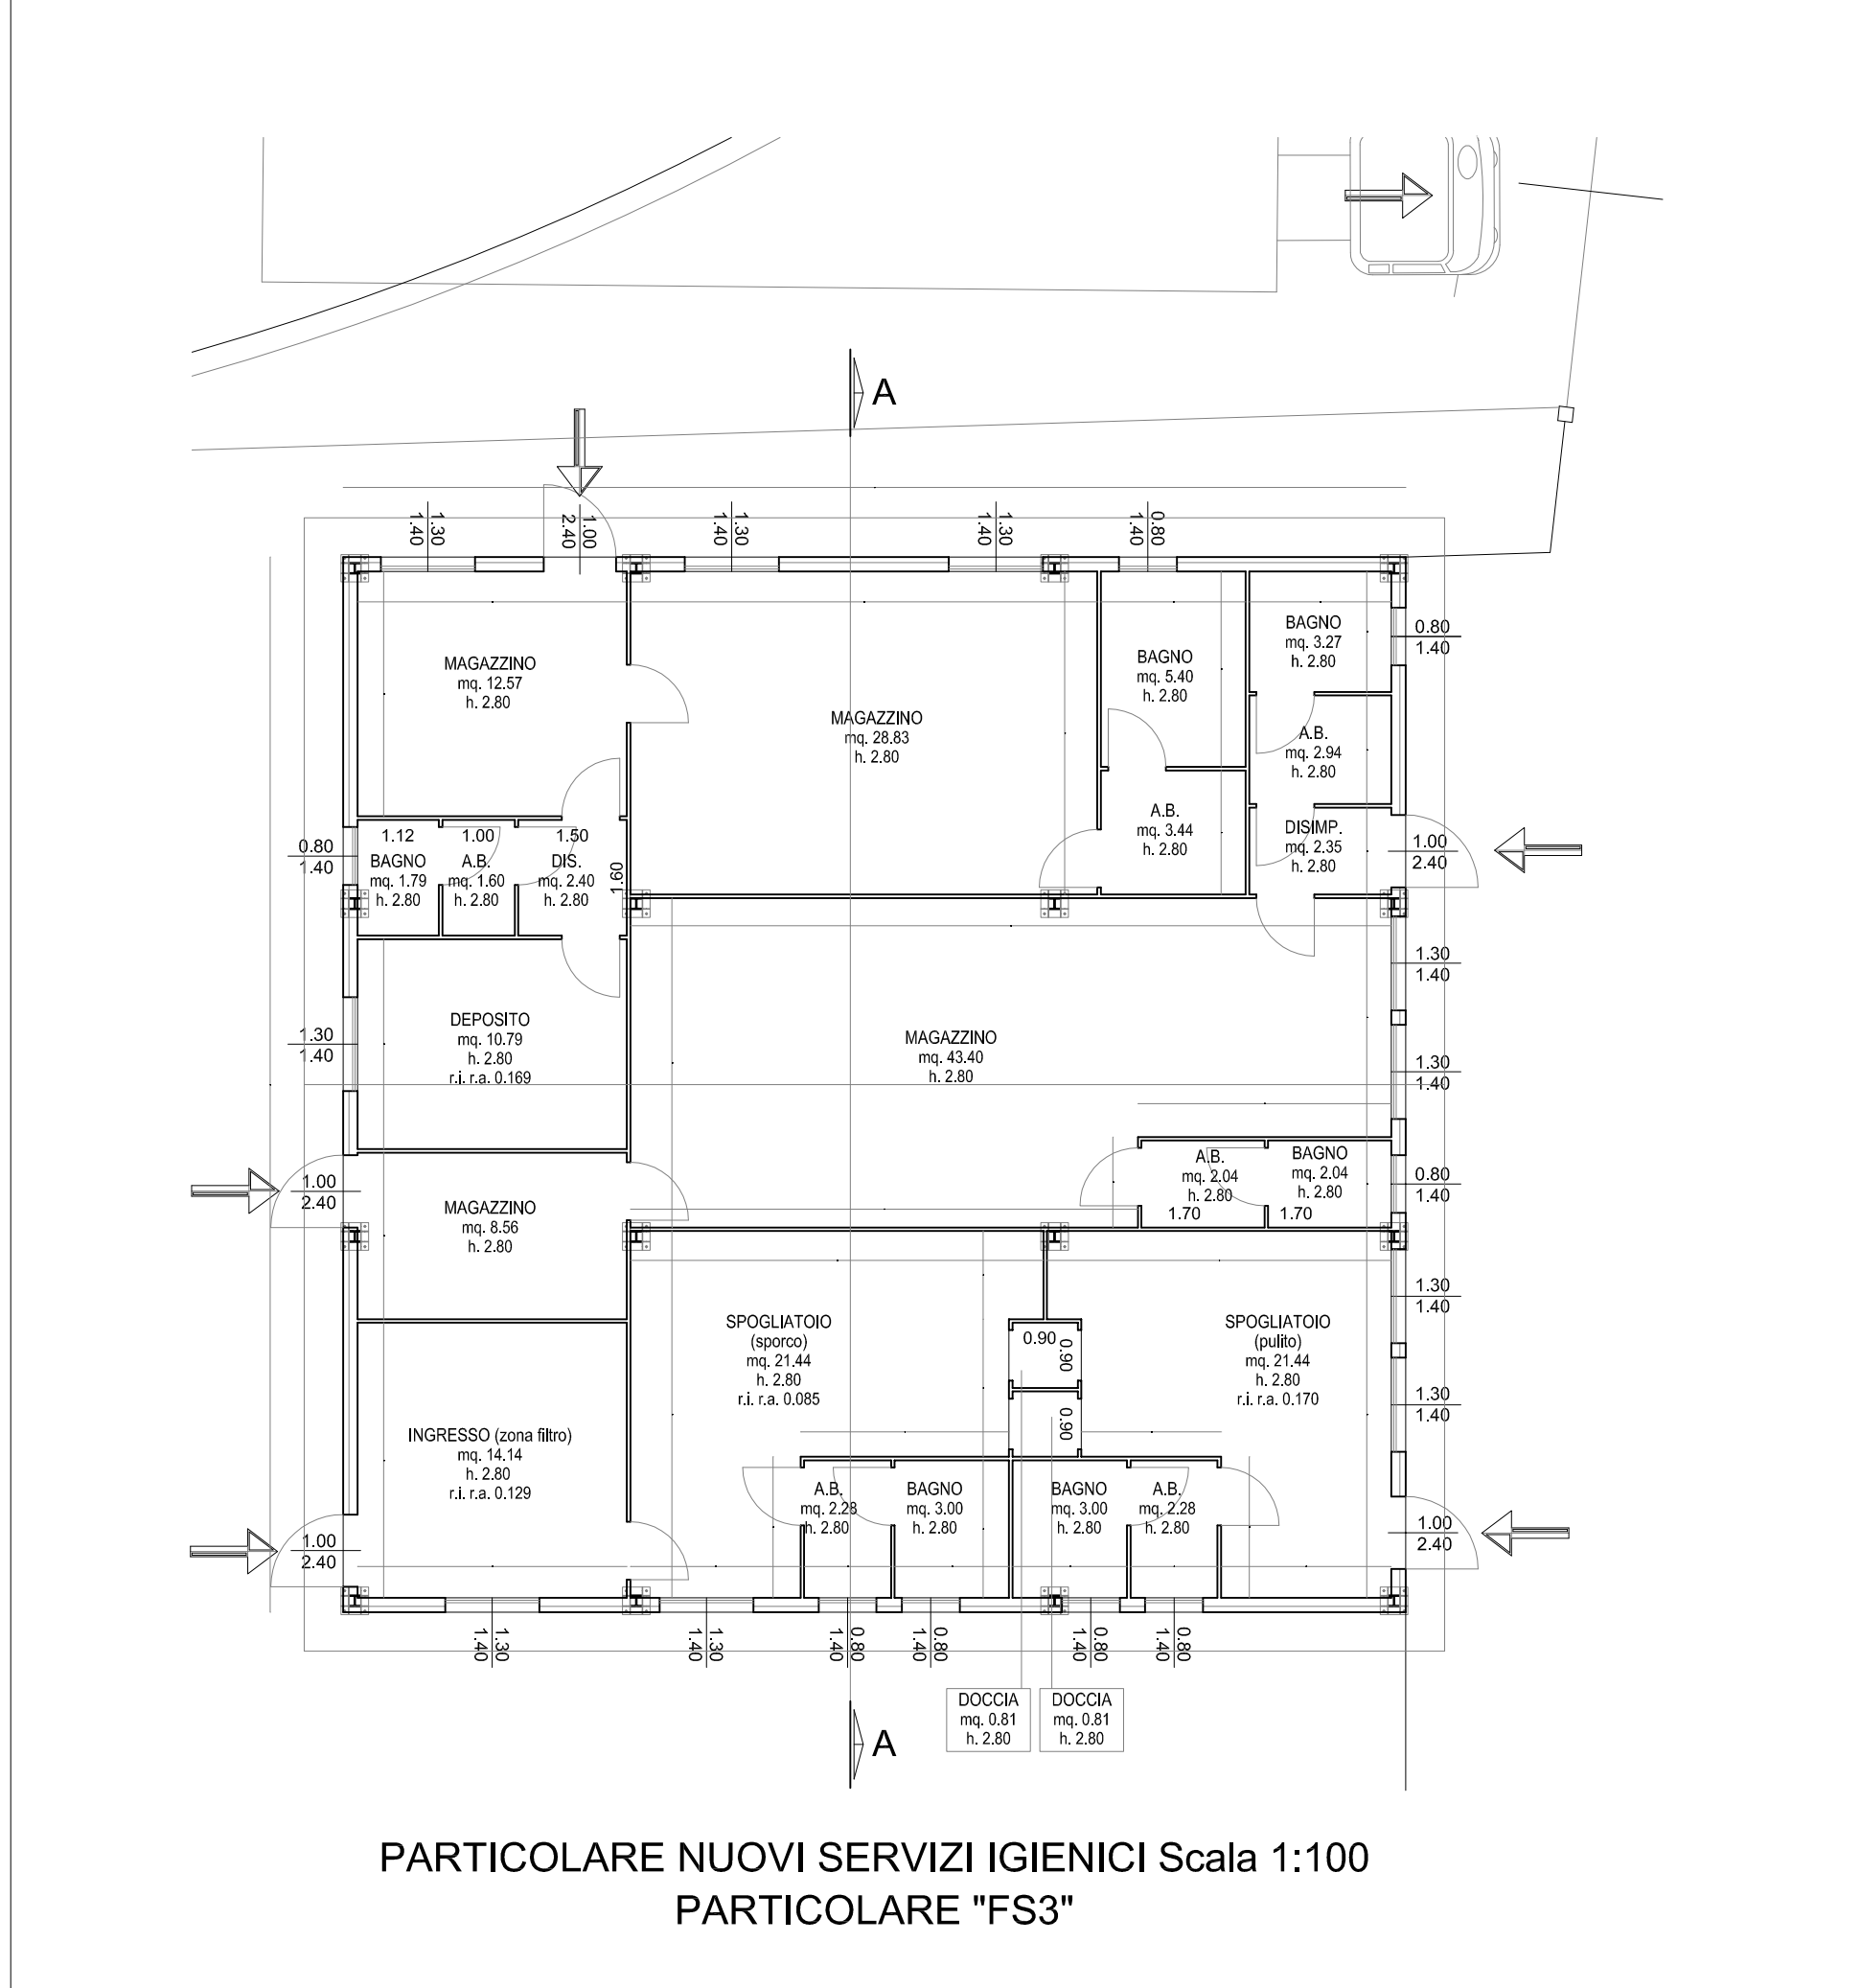 A
1.30
1.40
1.00
2.40
1.30
1.40
1.30
1.40
0.80
1.40
MAGAZZINO
mq. 12.57
h. 2.80
MAGAZZINO
mq. 28.83
h. 2.80
BAGNO
mq. 5.40
h. 2.80
BAGNO
mq. 3.27
h. 2.80
0.80
1.40
A.B.
mq. 2.94
h. 2.80
A.B.
mq. 3.44
h. 2.80
DISIMP.
mq. 2.35
h. 2.80
1.00
2.40
0.80
1.40
1.12
BAGNO
mq. 1.79
h. 2.80
1.00
A.B.
mq. 1.60
h. 2.80
1.50
DIS.
mq. 2.40
h. 2.80
1.60
1.30
1.40
DEPOSITO
mq. 10.79
h. 2.80
r.i. r.a. 0.169
MAGAZZINO
mq. 43.40
h. 2.80
1.30
1.40
1.30
1.40
1.00
2.40
MAGAZZINO
mq. 8.56
h. 2.80
A.B.
mq. 2.04
h. 2.80
1.70
BAGNO
mq. 2.04
h. 2.80
1.70
0.80
1.40
SPOGLIATOIO
(sporco)
mq. 21.44
h. 2.80
r.i. r.a. 0.085
0.90
0.90
0.90
SPOGLIATOIO
(pulito)
mq. 21.44
h. 2.80
r.i. r.a. 0.170
1.30
1.40
1.30
1.40
INGRESSO (zona filtro)
mq. 14.14
h. 2.80
r.i. r.a. 0.129
A.B.
mq. 2.28
h. 2.80
BAGNO
mq. 3.00
h. 2.80
BAGNO
mq. 3.00
h. 2.80
A.B.
mq. 2.28
h. 2.80
1.00
2.40
1.00
2.40
1.30
1.40
1.30
1.40
0.80
1.40
0.80
1.40
0.80
1.40
0.80
1.40
DOCCIA
mq. 0.81
h. 2.80
DOCCIA
mq. 0.81
h. 2.80
A
PARTICOLARE NUOVI SERVIZI IGIENICI Scala 1:100
PARTICOLARE "FS3"